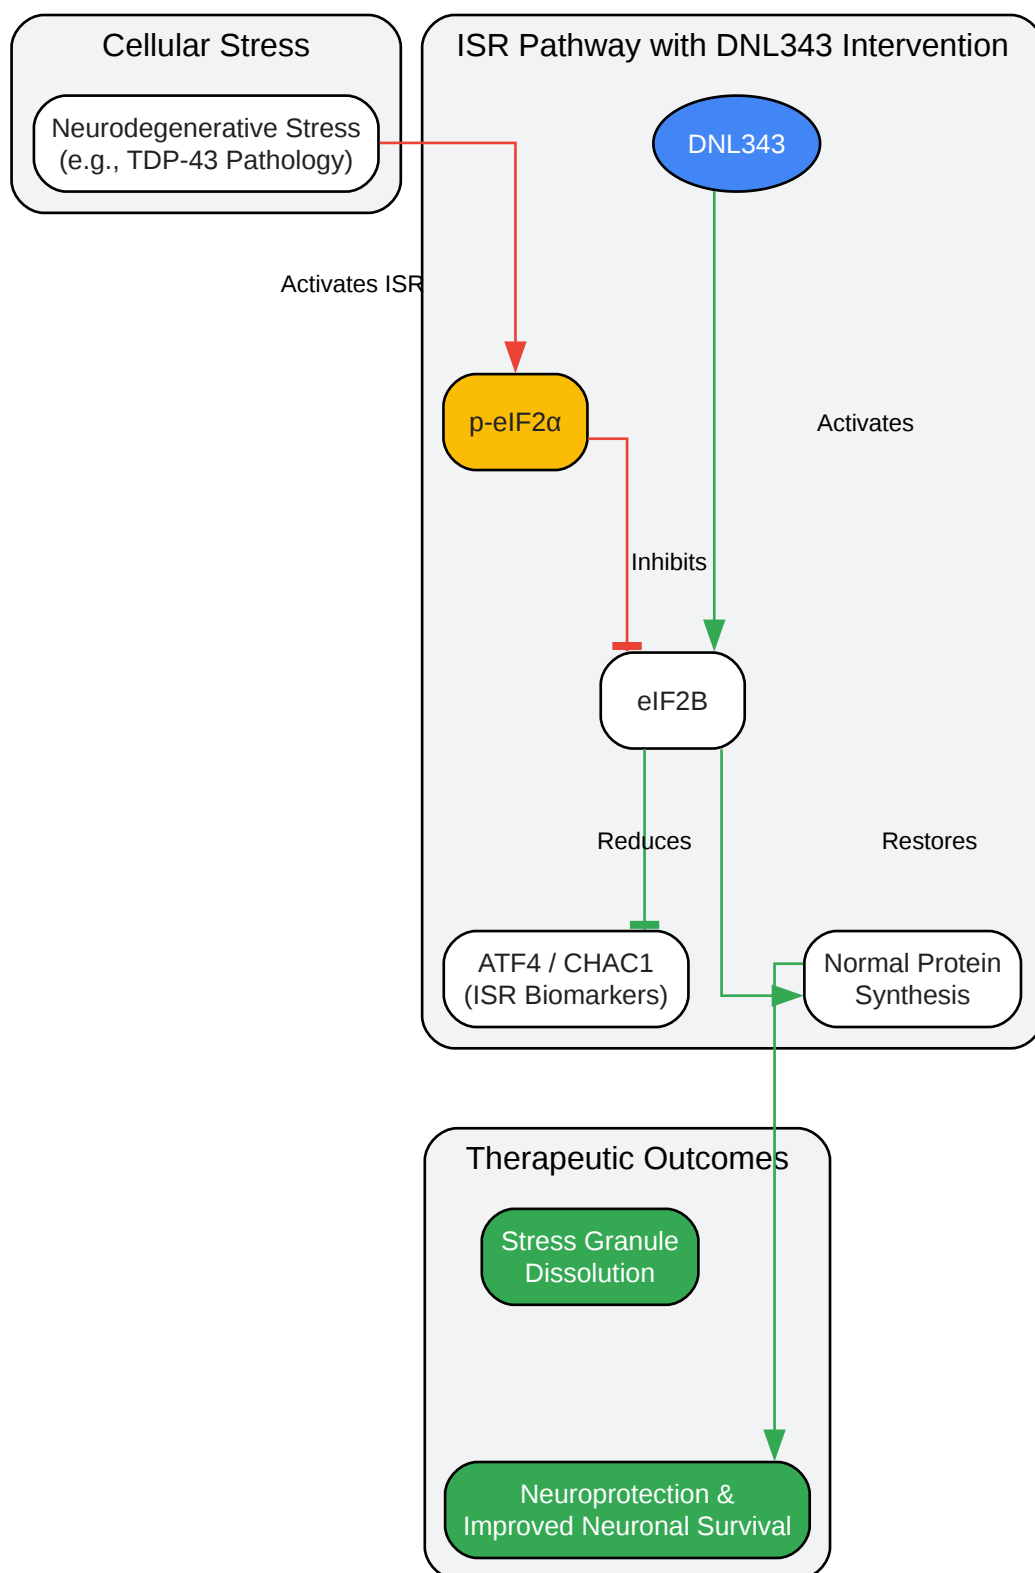 Cellular Stress
Neurodegenerative Stress
(e.g., TDP-43 Pathology)
ISR Pathway with DNL343 Intervention
DNL343
Activates ISR
p-eIF2α
Activates
Inhibits
eIF2B
Reduces
Restores
ATF4 / CHAC1
(ISR Biomarkers)
Normal Protein
Synthesis
Therapeutic Outcomes
Stress Granule
Dissolution
Neuroprotection &
Improved Neuronal Survival